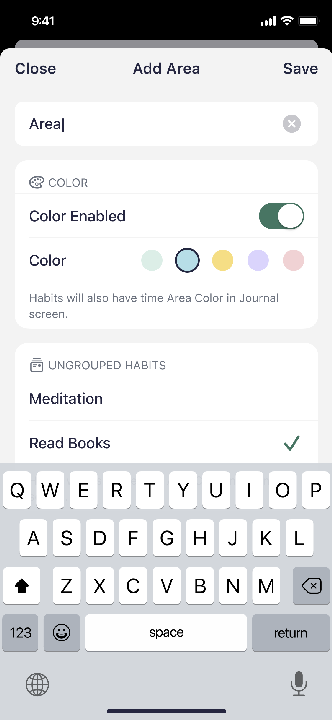 9:41
Close Add Area Save
Area
COLOR
Color Enabled
Color
Habits will also have time Area Color in Journal
screen.
UNGROUPED HABITS
Meditation
Read Books
Q W E R T Y U I O P
A S D F G H J K L
Z X C V B N M
123 space return